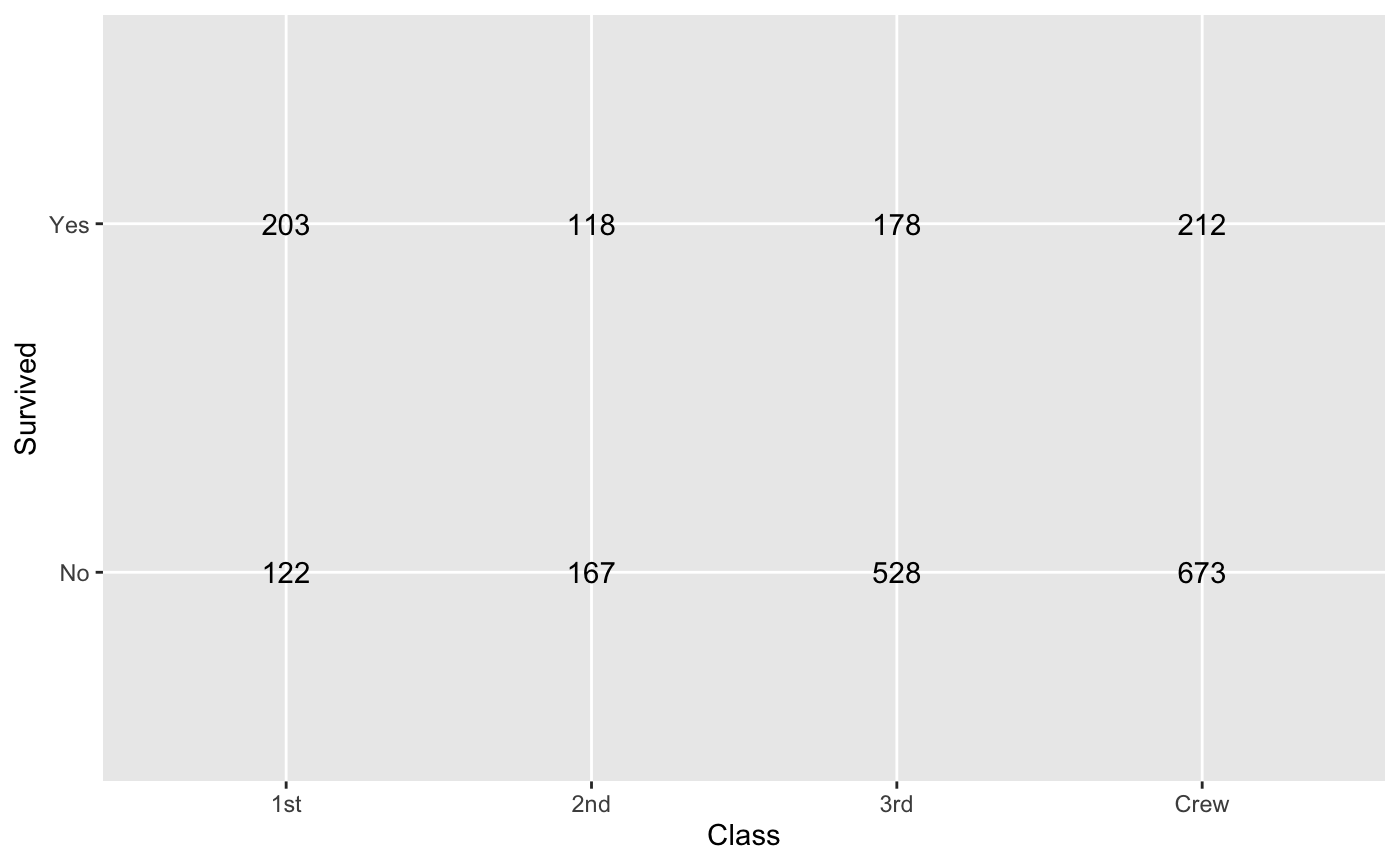 Survived
Yes 203 118 178 212
No 122 167 528 673
1st 2nd 3rd Crew
Class